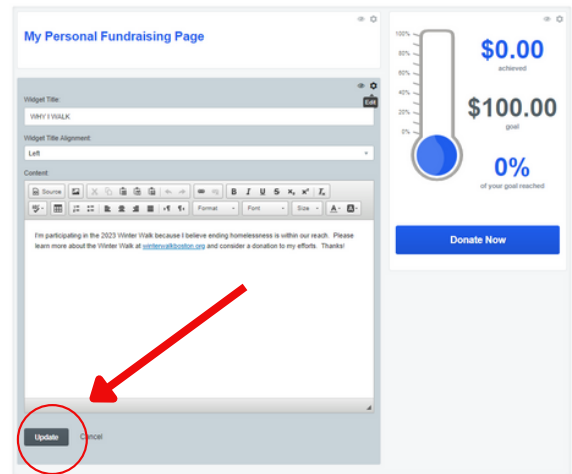 My Personal Fundraising Page
Widget Title:
Edit
WHY I WALK
Widget Title Alignment:
Left
Content:
Source
B I U S x₂ x² Tx
Format
Font
Size
A
A
I'm participating in the 2023 Winter Walk because I believe ending homelessness is within our reach. Please
learn more about the Winter Walk at winterwalkboston.org and consider a donation to my efforts. Thanks!
Update
Cancel
100%
80%
60%
40%
20%
0%
$0.00
achieved
$100.00
goal
0%
of your goal reached
Donate Now